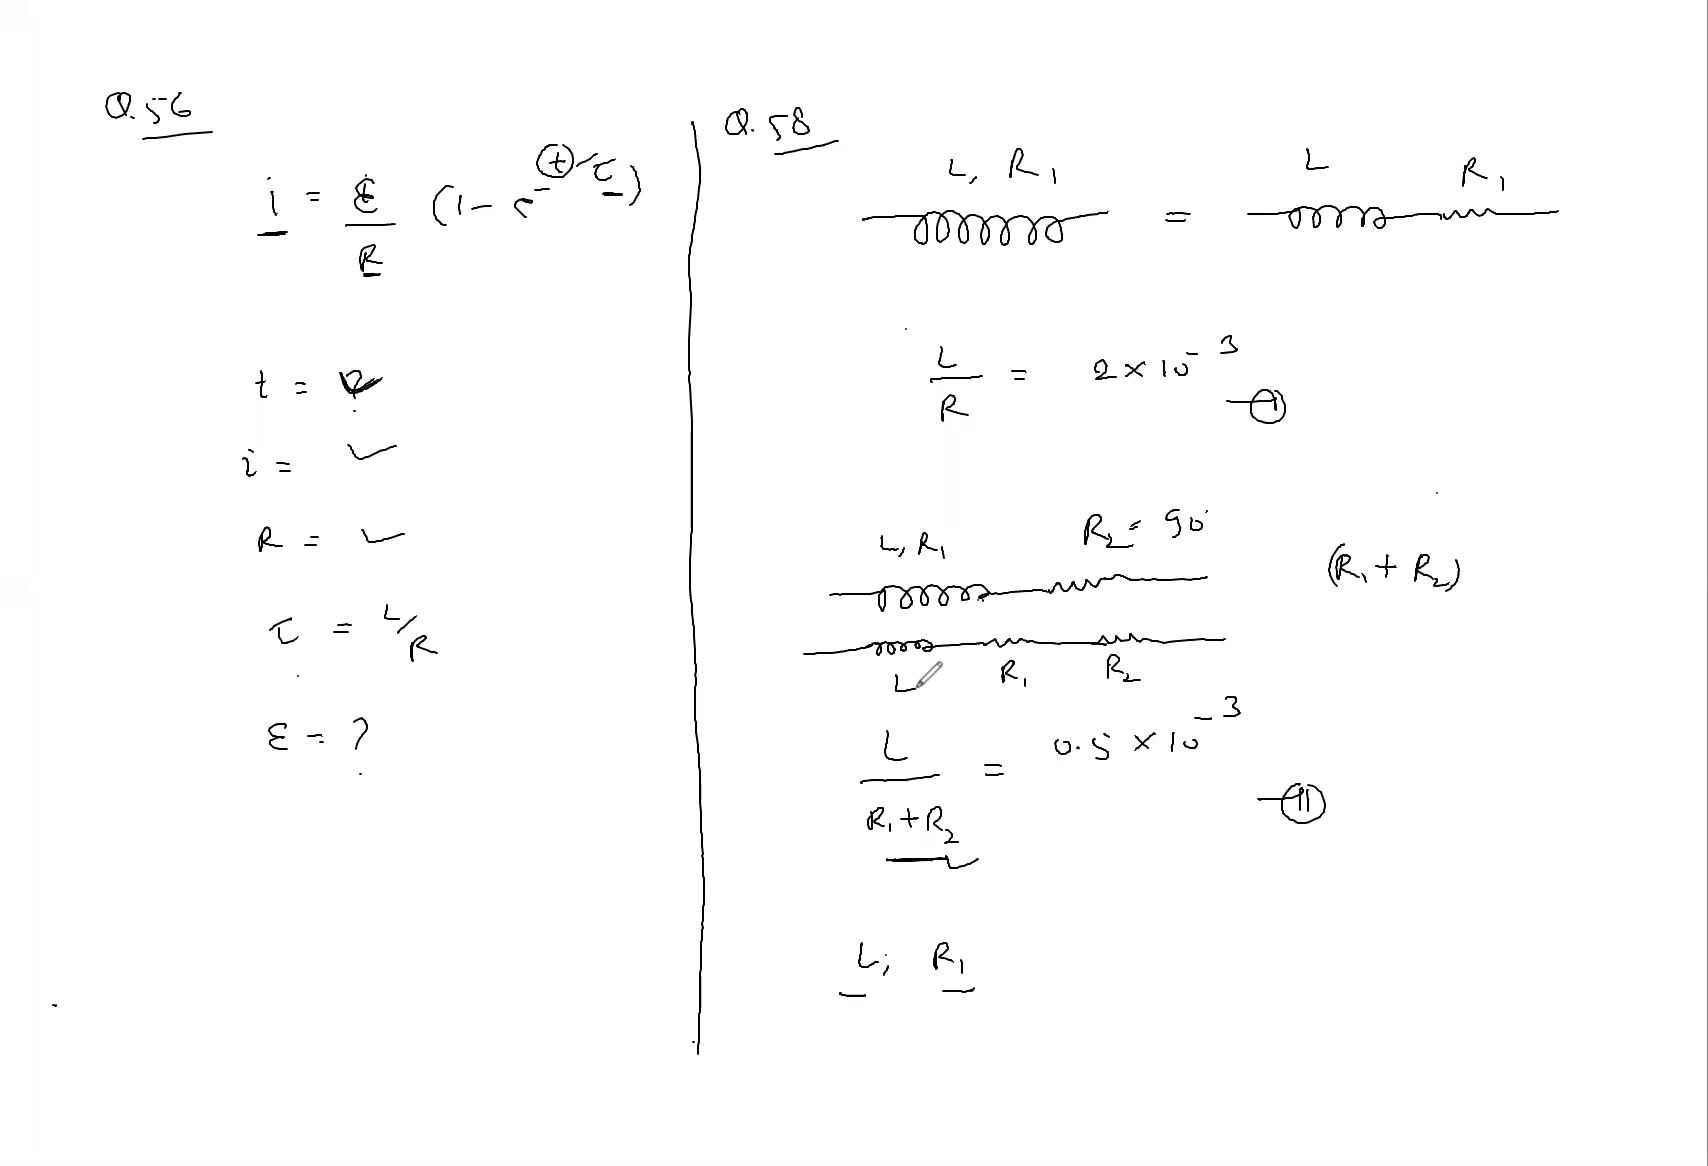 Q.56
i = ε/R (1 - e^-t/τ)
t = ?
i = ✓
R = ✓
τ = L/R
ε = ?
Q. 58
L, R₁ = L R₁
L/R = 2 × 10⁻³ —Ⓘ
L, R₁ R₂ = 90 (R₁ + R₂)
L R₁ R₂
L/(R₁ + R₂) = 0.5 × 10⁻³ —(II)
L, R₁